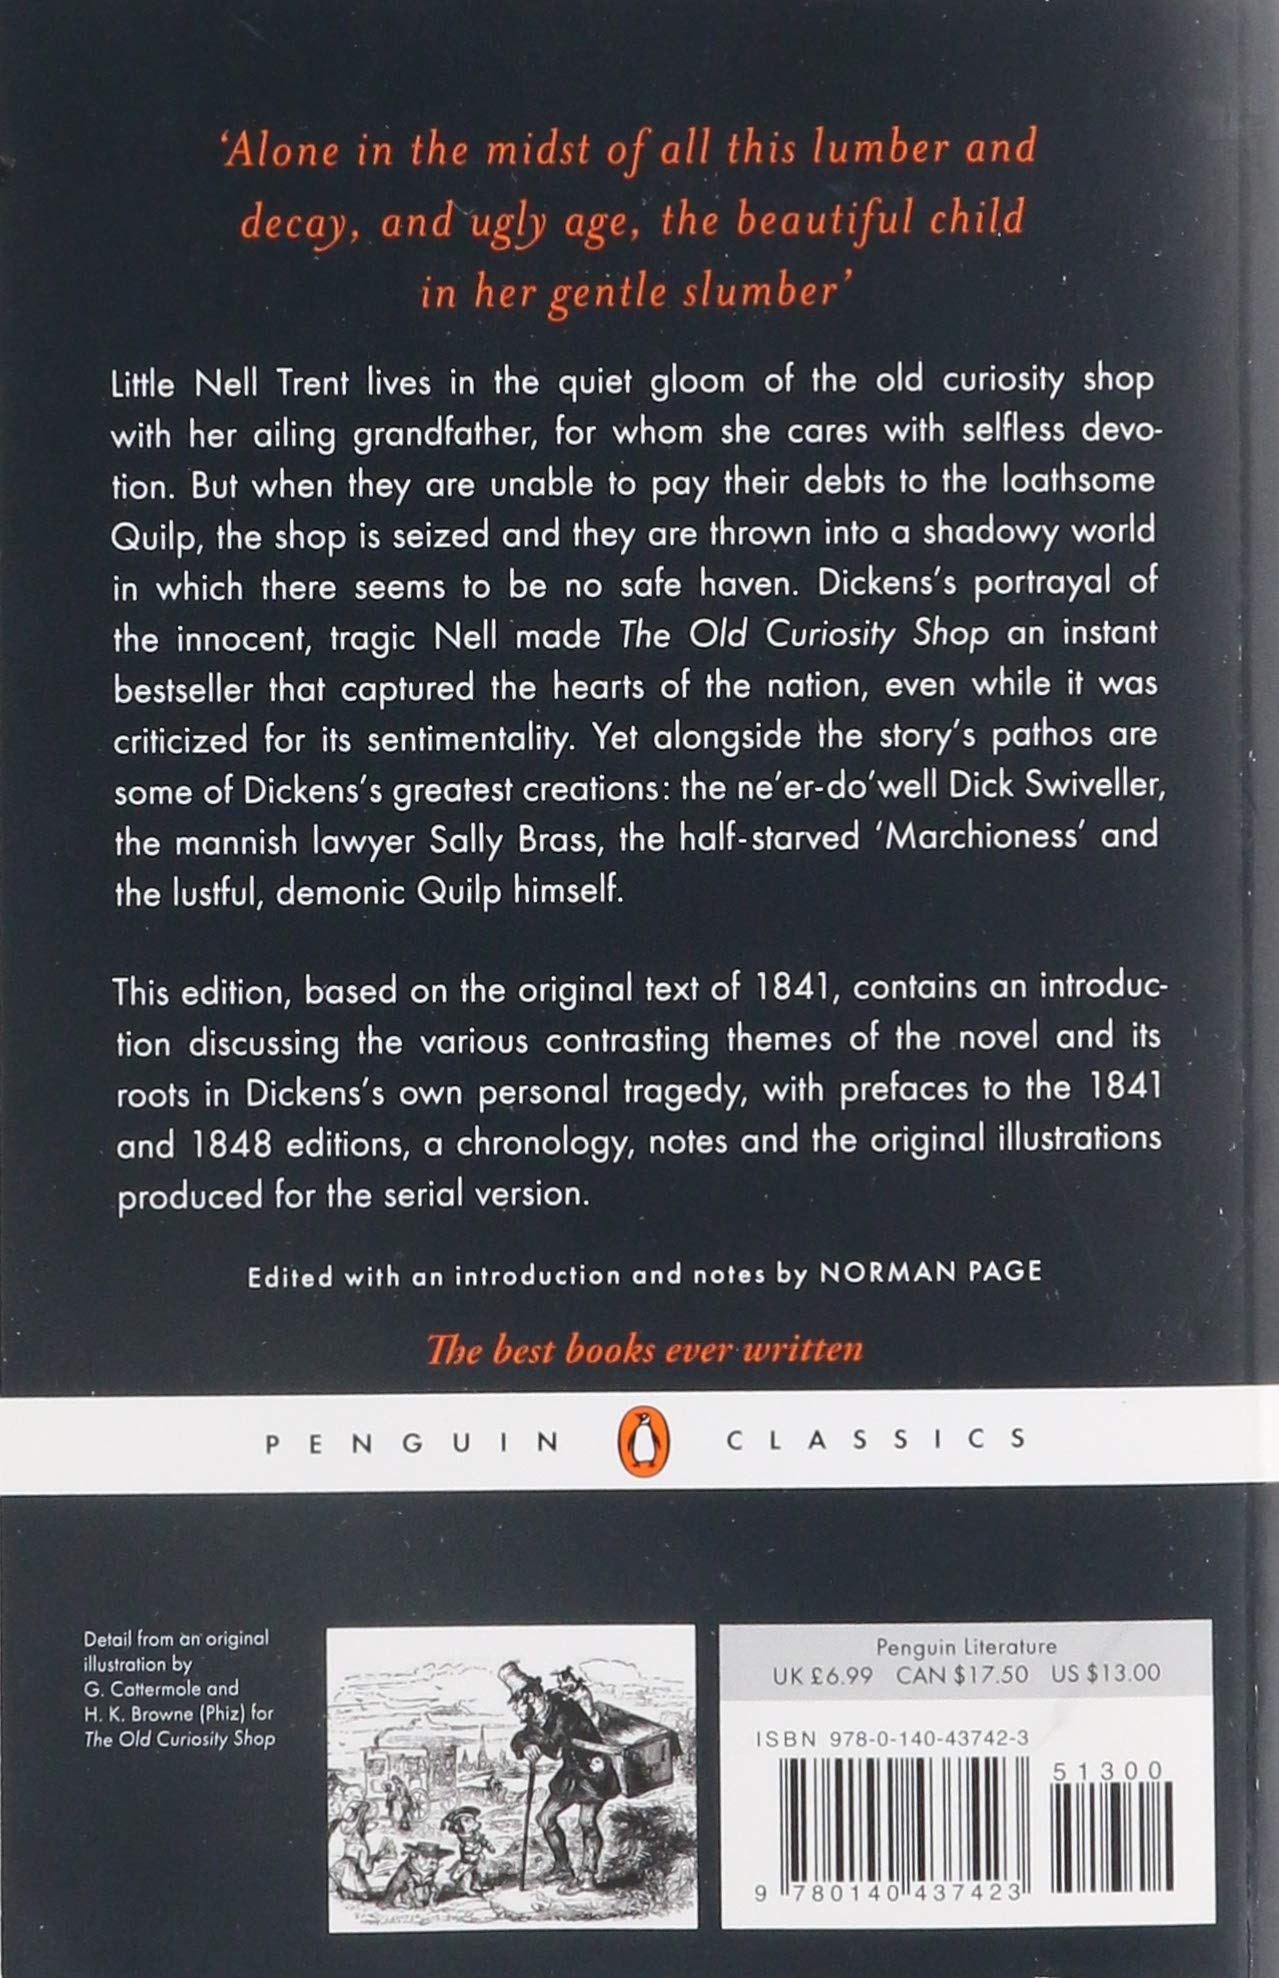 ‘Alone in the midst of all this lumber and
decay, and ugly age, the beautiful child
in her gentle slumber’
Little Nell Trent lives in the quiet gloom of the old curiosity shop
with her ailing grandfather, for whom she cares with selfless devo-
tion. But when they are unable to pay their debts to the loathsome
Quilp, the shop is seized and they are thrown into a shadowy world
in which there seems to be no safe haven. Dickens’s portrayal of
the innocent, tragic Nell made The Old Curiosity Shop an instant
bestseller that captured the hearts of the nation, even while it was
criticized for its sentimentality. Yet alongside the story’s pathos are
some of Dickens’s greatest creations: the ne’er-do’well Dick Swiveller,
the mannish lawyer Sally Brass, the half-starved ‘Marchioness’ and
the lustful, demonic Quilp himself.
This edition, based on the original text of 1841, contains an introduc-
tion discussing the various contrasting themes of the novel and its
roots in Dickens’s own personal tragedy, with prefaces to the 1841
and 1848 editions, a chronology, notes and the original illustrations
produced for the serial version.
Edited with an introduction and notes by NORMAN PAGE
The best books ever written
PENGUIN CLASSICS
Detail from an original
illustration by
G. Cattermole and
H. K. Browne (Phiz) for
The Old Curiosity Shop
Penguin Literature
UK £6.99 CAN $17.50 US $13.00
ISBN 978-0-140-43742-3
51300
9 780140 437423